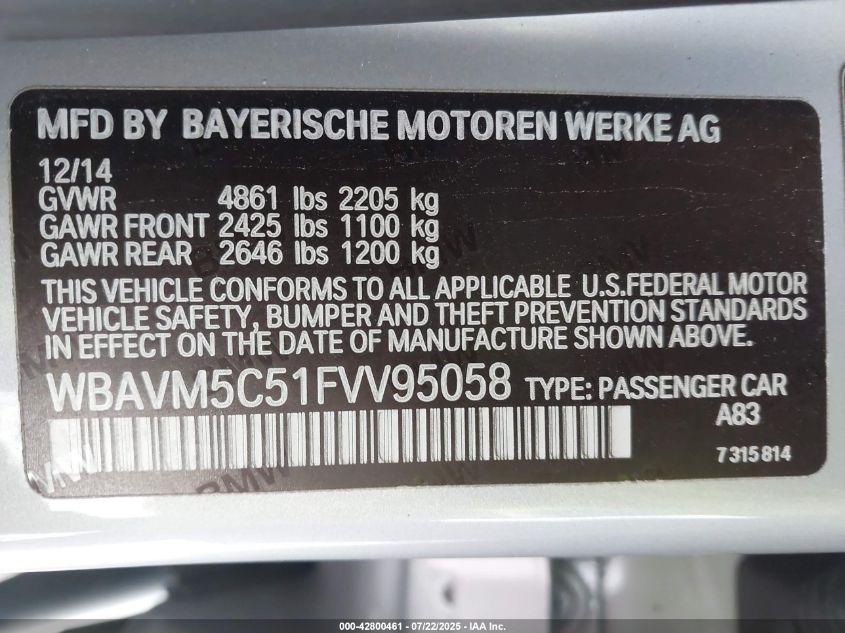 MFD BY BAYERISCHE MOTOREN WERKE AG
12/14
GVWR 4861 lbs 2205 kg
GAWR FRONT 2425 lbs 1100 kg
GAWR REAR 2646 lbs 1200 kg
THIS VEHICLE CONFORMS TO ALL APPLICABLE U.S.FEDERAL MOTOR
VEHICLE SAFETY, BUMPER AND THEFT PREVENTION STANDARDS
IN EFFECT ON THE DATE OF MANUFACTURE SHOWN ABOVE.
WBAVM5C51FVV95058 TYPE: PASSENGER CAR
A83
7315814
000-42800461 - 07/22/2025 - IAA Inc.